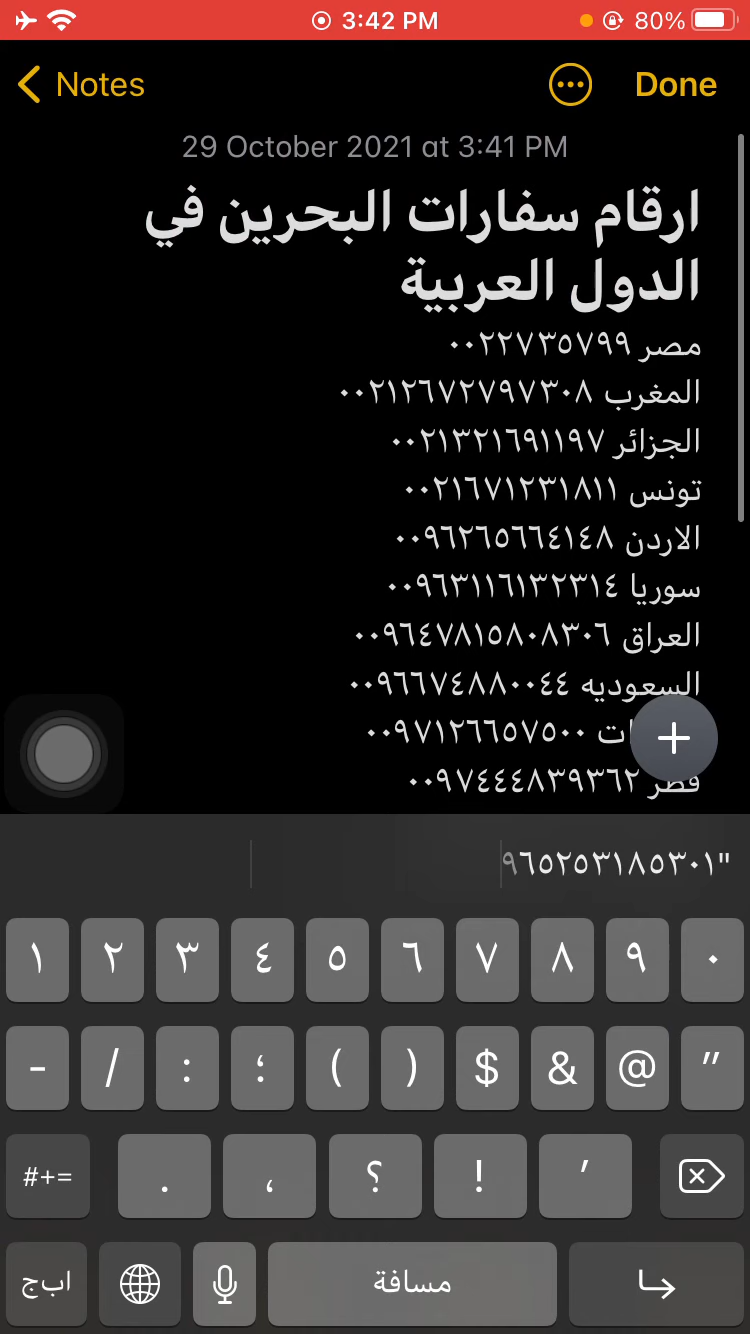 3:42 PM
80%
Notes
Done
29 October 2021 at 3:41 PM
ارقام سفارات البحرين في
الدول العربية
مصر ٠٠٢٢٧٣٥٧٩٩
المغرب ٠٠٢١٢٦٧٢٧٩٧٣٠٨
الجزائر ٠٠٢١٣٢١٦٩١١٩٧
تونس ٠٠٢١٦٧١٢٣١٨١١
الاردن ٠٠٩٦٢٦٥٦٦٤١٤٨
سوريا ٠٠٩٦٣١١٦١٣٢٣١٤
العراق ٠٠٩٦٤٧٨١٥٨٠٨٣٠٦
السعوديه ٠٠٩٦٦٧٤٨٨٠٠٤٤
ات ٠٠٩٧١٢٦٦٥٧٥٠٠
قطر ٠٠٩٧٤٤٤٨٣٩٣٦٢
"٩٦٥٢٥٣١٨٥٣٠١
١ ٢ ٣ ٤ ٥ ٦ ٧ ٨ ٩ ٠
- / : ؛ ( ) $ & @ "
#+= . ، ؟ ! '
ابج مسافة